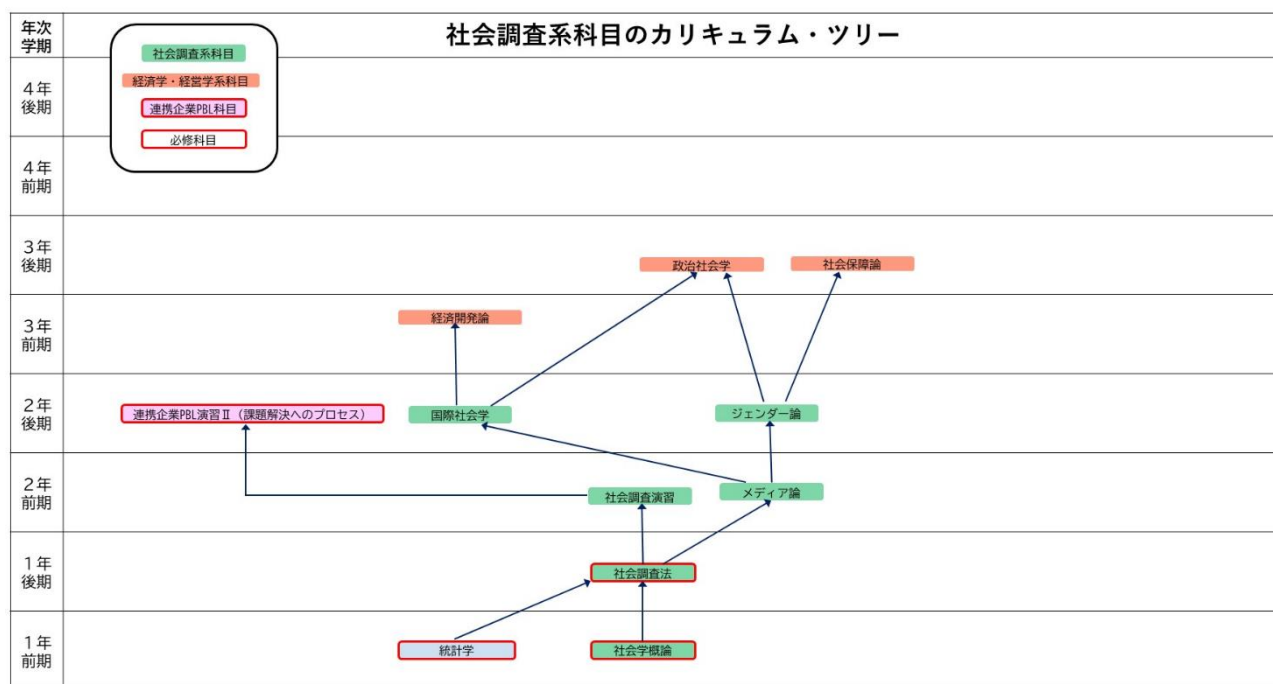 年次
学期
社会調査系科目のカリキュラム・ツリー
社会調査系科目
経済学・経営学系科目
連携企業PBL科目
必修科目
４年
後期
４年
前期
３年
後期
政治社会学
社会保障論
３年
前期
経済開発論
２年
後期
連携企業PBL演習Ⅱ（課題解決へのプロセス）
国際社会学
ジェンダー論
２年
前期
社会調査演習
メディア論
１年
後期
社会調査法
１年
前期
統計学
社会学概論